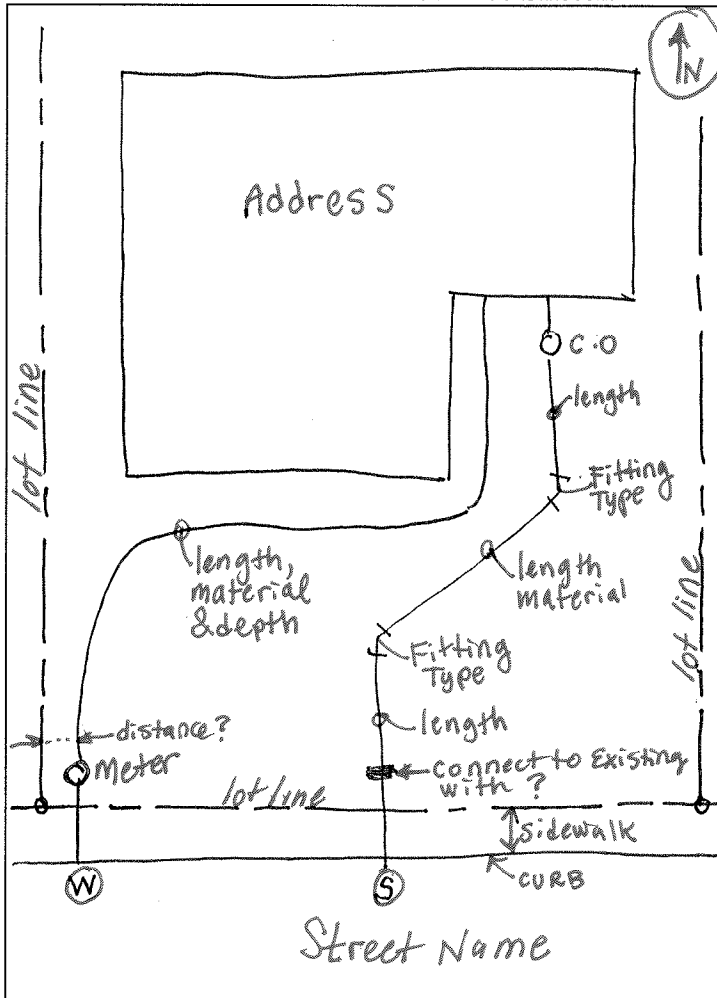 N
Address
C.O
length
lot line
Fitting
Type
length,
material
& depth
length
material
lot line
Fitting
Type
distance?
length
Meter
Connect to Existing
with ?
lot line
sidewalk
CURB
W
S
Street Name